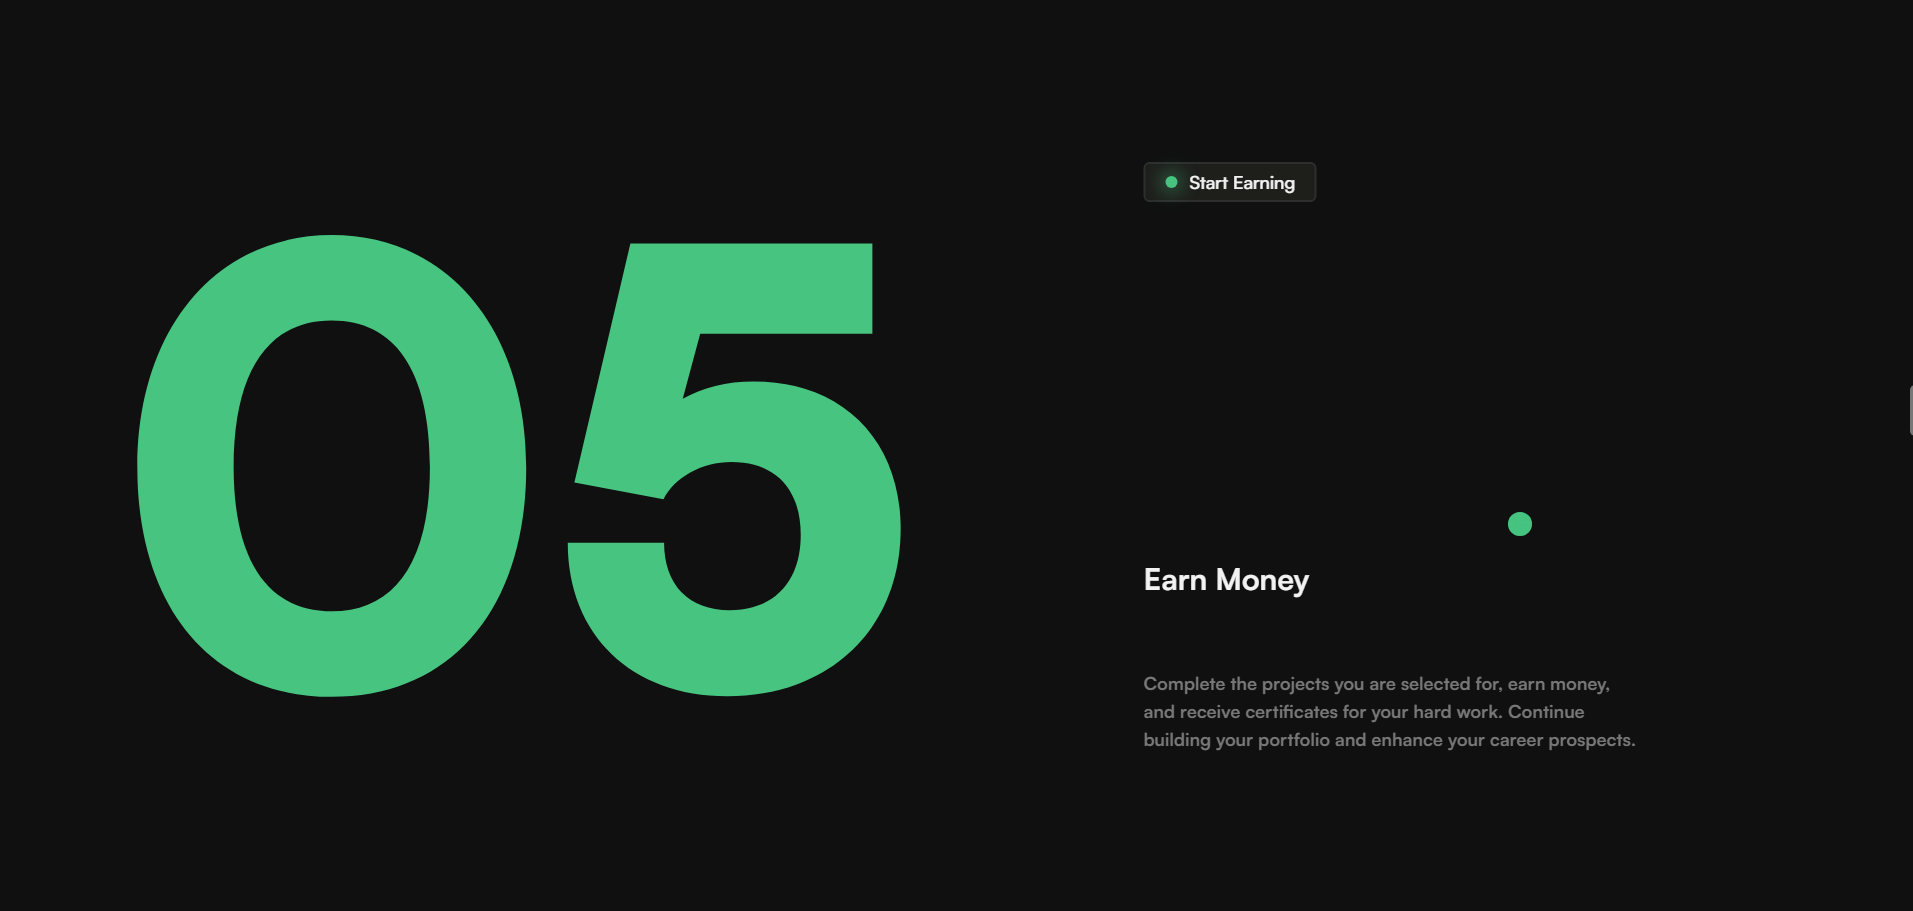 05
Start Earning
Earn Money
Complete the projects you are selected for, earn money,
and receive certificates for your hard work. Continue
building your portfolio and enhance your career prospects.